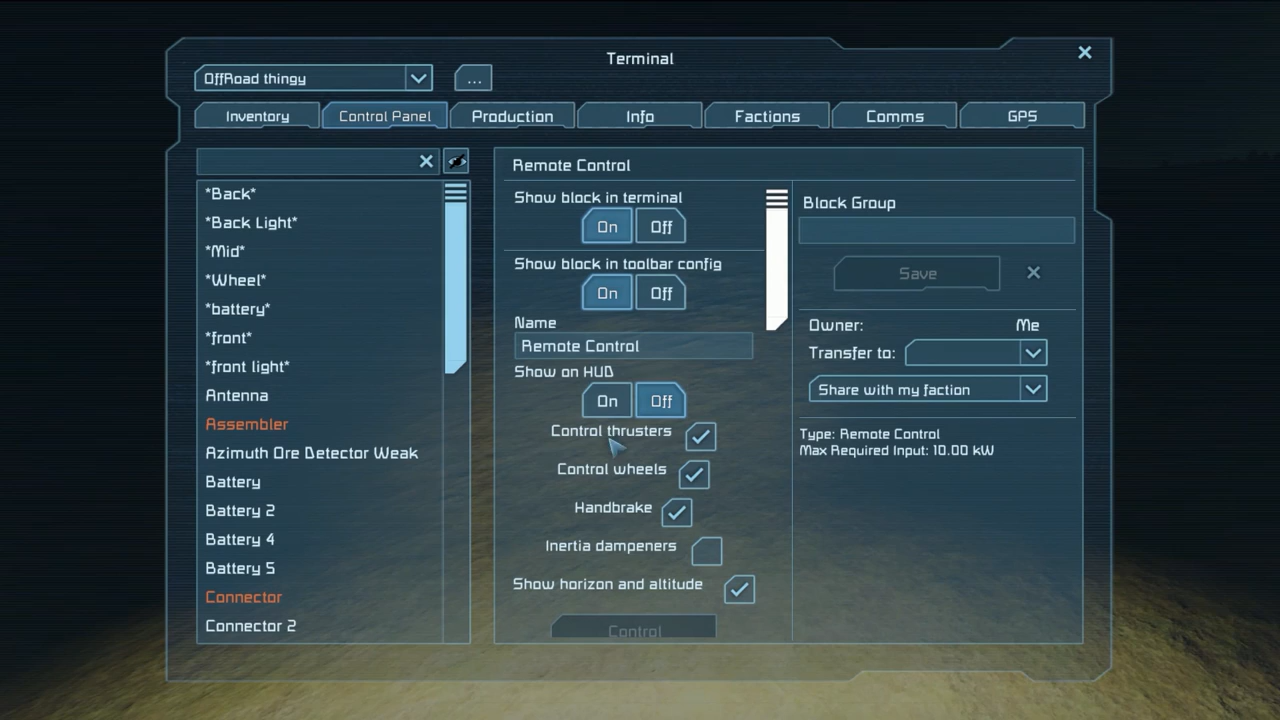 Terminal
OffRoad thingy
...
Inventory
Control Panel
Production
Info
Factions
Comms
GPS
*Back*
*Back Light*
*Mid*
*Wheel*
*battery*
*front*
*front light*
Antenna
Assembler
Azimuth Ore Detector Weak
Battery
Battery 2
Battery 4
Battery 5
Connector
Connector 2
Remote Control
Show block in terminal
On Off
Show block in toolbar config
On Off
Name
Remote Control
Show on HUD
On Off
Control thrusters
Control wheels
Handbrake
Inertia dampeners
Show horizon and altitude
Control
Block Group
Save
Owner: Me
Transfer to:
Share with my faction
Type: Remote Control
Max Required Input: 10.00 kW